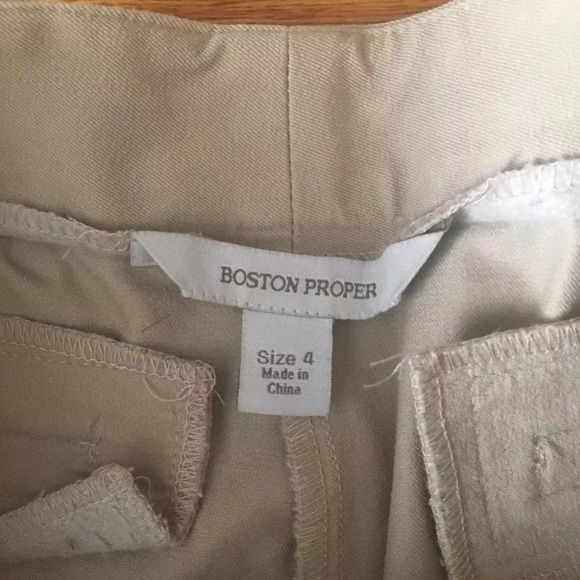 BOSTON PROPER
Size 4
Made in
China